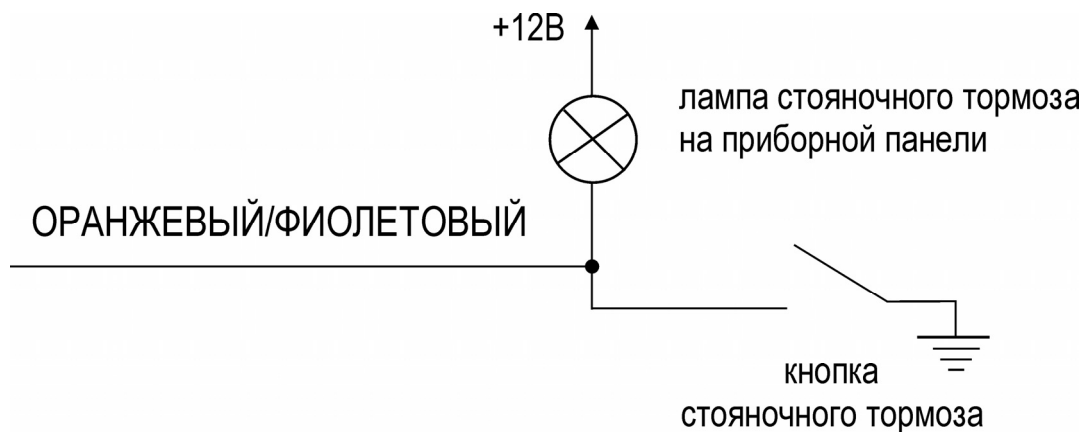 +12В
лампа стояночного тормоза
на приборной панели
ОРАНЖЕВЫЙ/ФИОЛЕТОВЫЙ
кнопка
стояночного тормоза